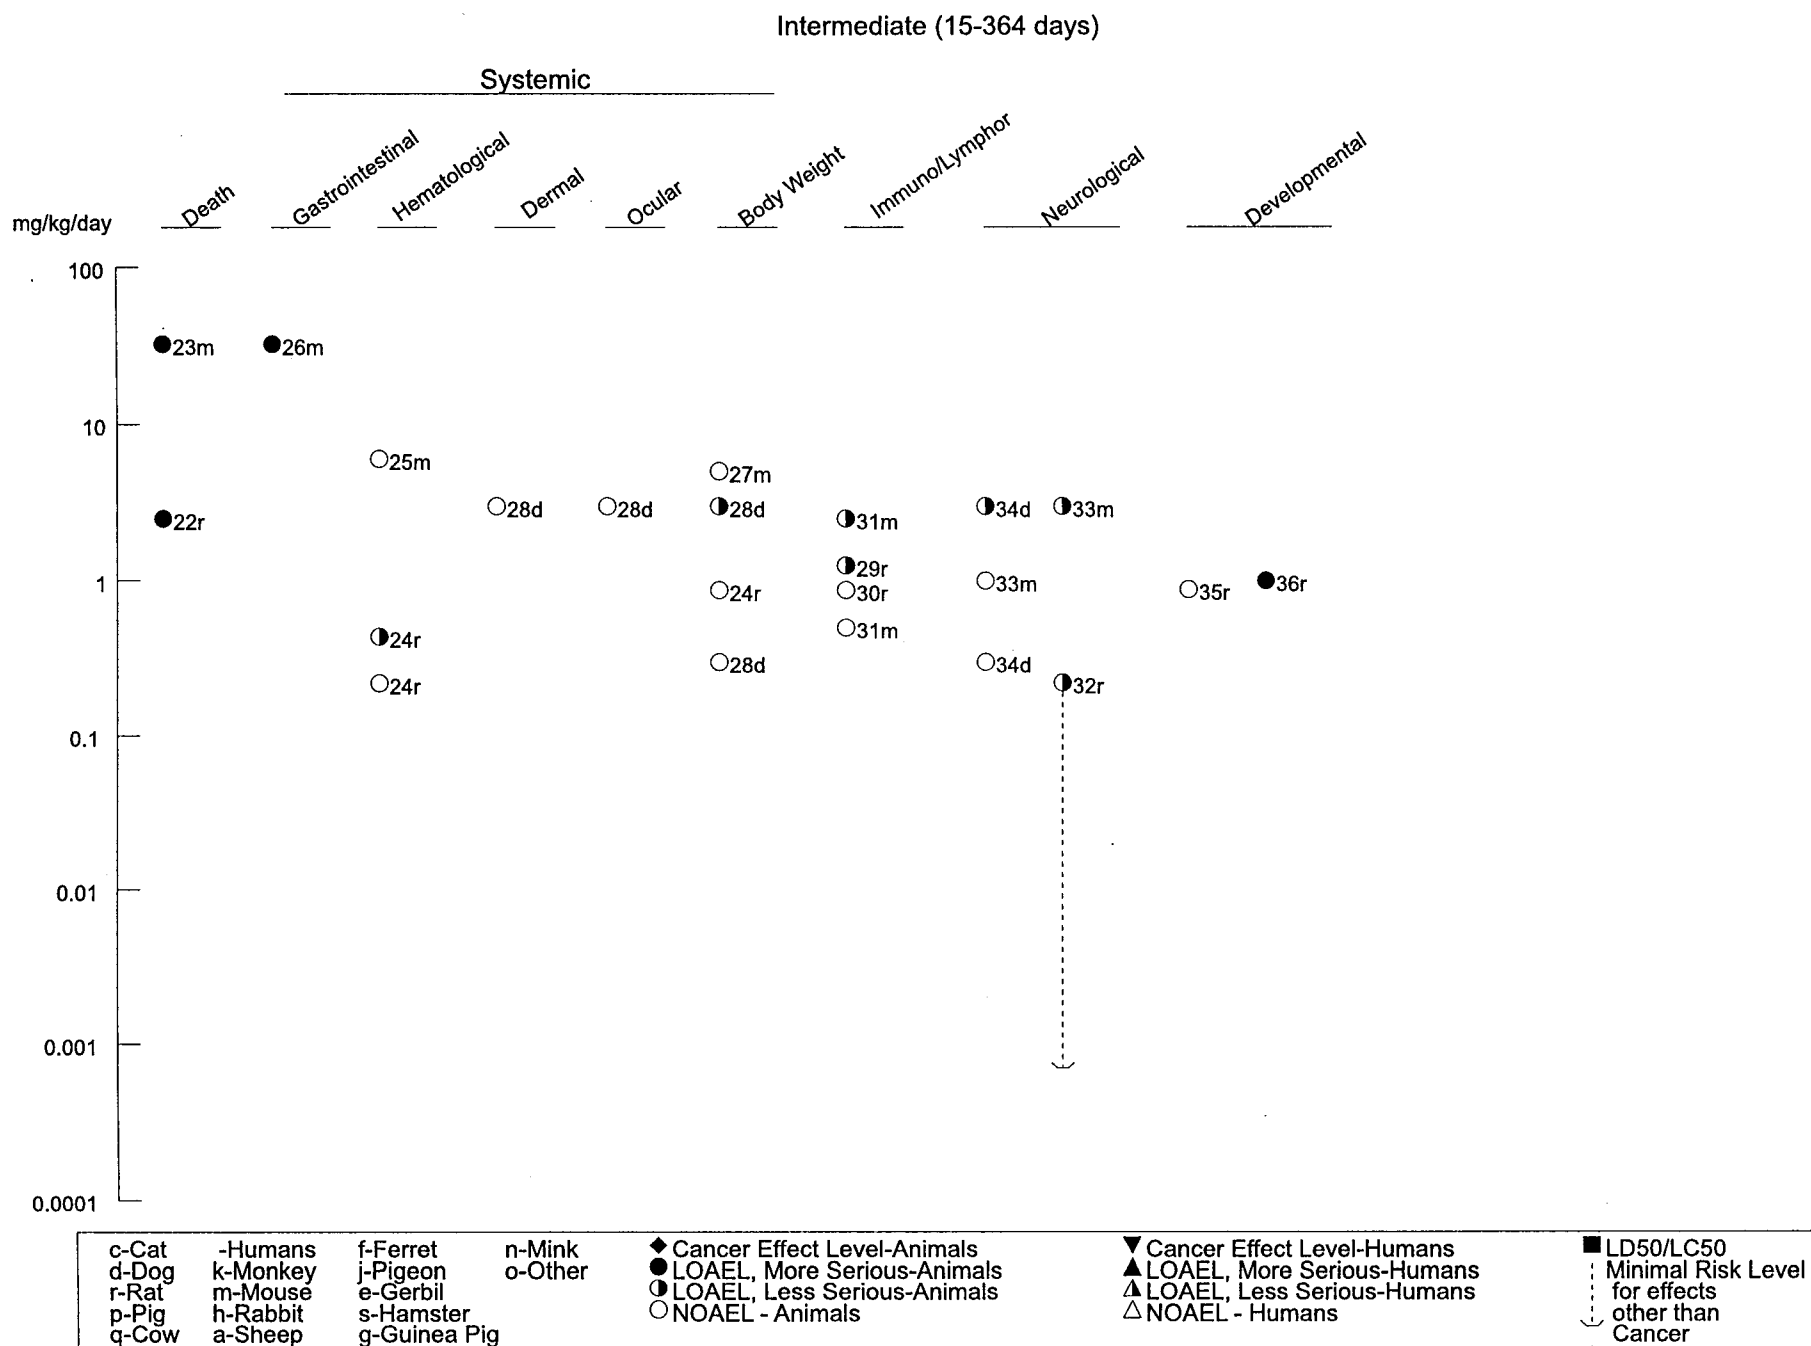 Intermediate (15-364 days)
Systemic
Death
Gastrointestinal
Hematological
Dermal
Ocular
Body Weight
Immuno/Lymphor
Neurological
Developmental
mg/kg/day
100
23m 26m
10
25m
27m
28d 28d 28d 34d 33m
22r 31m
29r
1
33m 36r
24r 30r 35r
31m
24r
28d 34d
24r 32r
0.1
0.01
0.001
0.0001
c-Cat -Humans f-Ferret n-Mink Cancer Effect Level-Animals Cancer Effect Level-Humans LD50/LC50
d-Dog k-Monkey j-Pigeon o-Other LOAEL, More Serious-Animals LOAEL, More Serious-Humans Minimal Risk Level
r-Rat m-Mouse e-Gerbil LOAEL, Less Serious-Animals LOAEL, Less Serious-Humans for effects
p-Pig h-Rabbit s-Hamster NOAEL - Animals NOAEL - Humans other than
q-Cow a-Sheep g-Guinea Pig Cancer